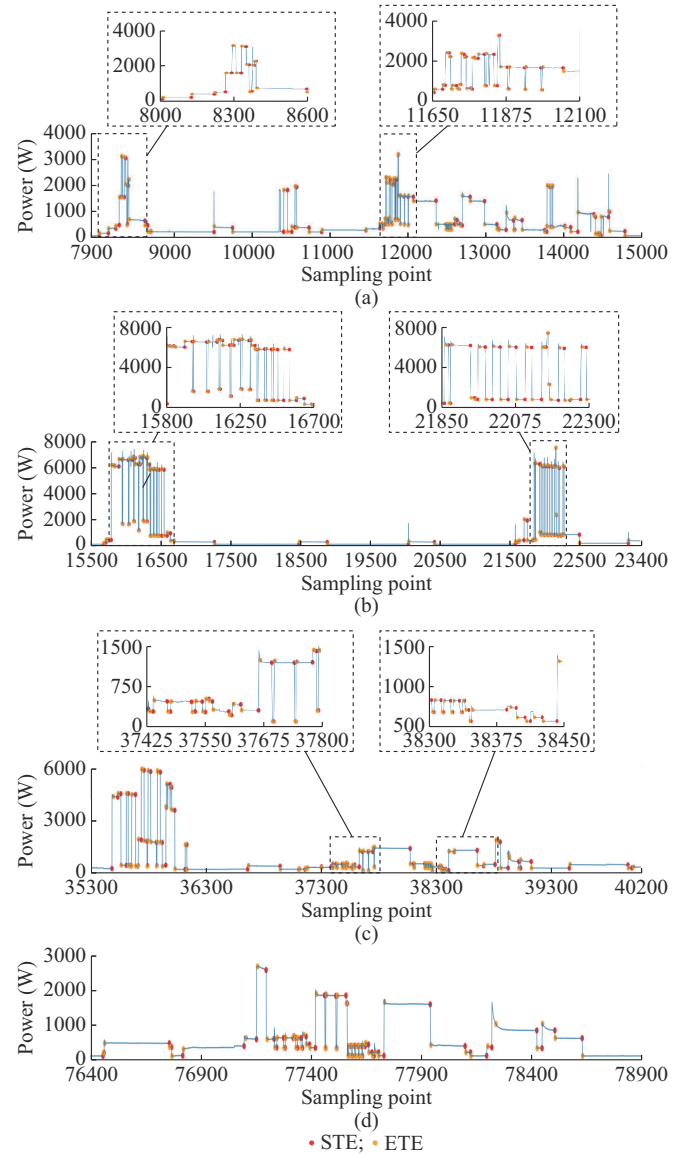 4000
2000
0
8000 8300 8600
4000
2000
0
11650 11875 12100
Power (W)
4000
3000
2000
1000
0
7900 9000 10000 11000 12000 13000 14000 15000
Sampling point
(a)
8000
4000
0
15800 16250 16700
8000
4000
0
21850 22075 22300
Power (W)
8000
6000
4000
2000
0
15500 16500 17500 18500 19500 20500 21500 22500 23400
Sampling point
(b)
1500
750
0
37425 37550 37675 37800
1500
1000
500
38300 38375 38450
Power (W)
6000
3000
0
35300 36300 37300 38300 39300 40200
Sampling point
(c)
Power (W)
3000
2000
1000
0
76400 76900 77400 77900 78400 78900
Sampling point
(d)
STE; ETE